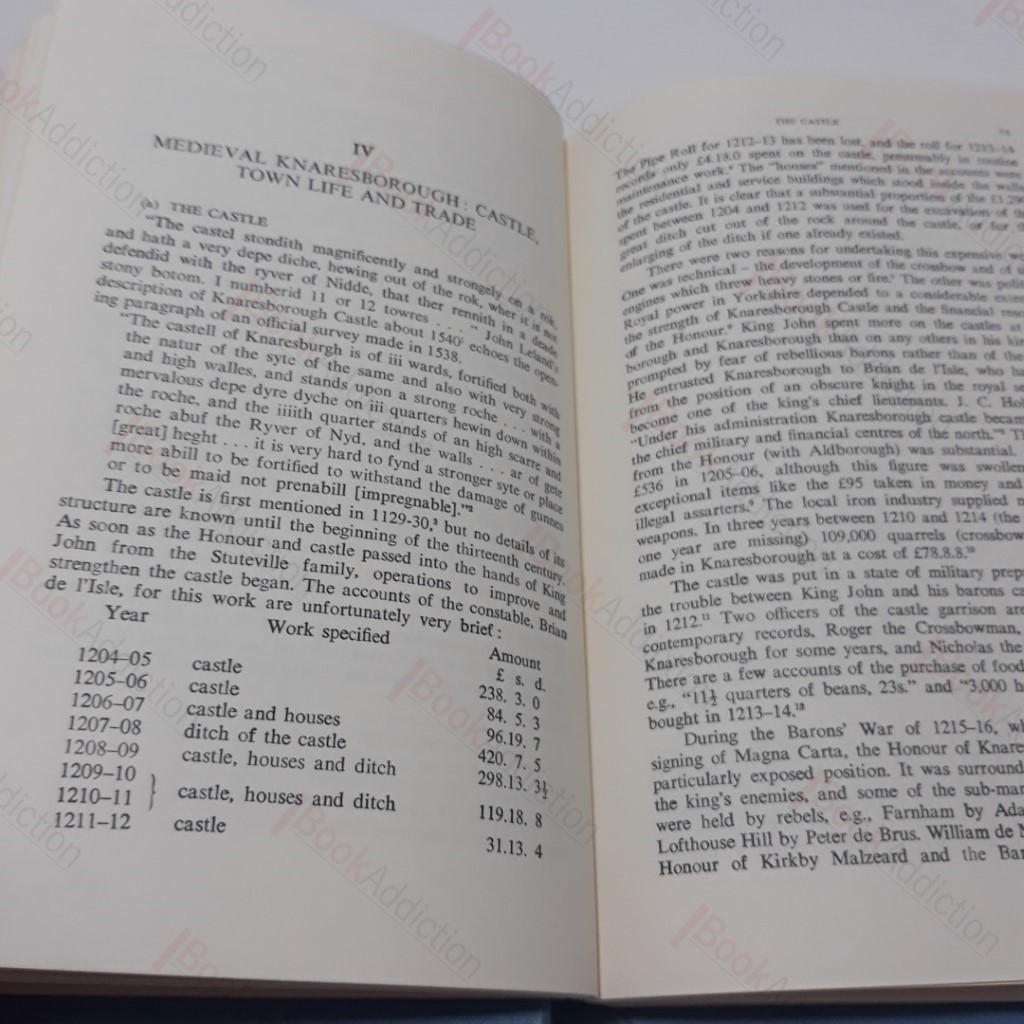 IV
MEDIEVAL KNARESBOROUGH: CASTLE,
TOWN LIFE AND TRADE
(a) THE CASTLE
"The castel stondith magnificently and strongely on a rok,
and hath a very depe diche, hewing out of the rok, wher it is not
defendid with the ryver of Nidde, that ther rennith in a deade
stony botom. I numberid 11 or 12 towres . . . " John Leland's
description of Knaresborough Castle about 1540¹ echoes the open-
ing paragraph of an official survey made in 1538.
"The castell of Knaresburgh is of iii wards, fortified both with
the natur of the syte of the same and also with very strong
and high walles, and stands upon a strong roche . . . with a
mervalous depe dyre dyche on iii quarters hewin down within
the roche, and the iiiith quarter stands of an high scarre and
roche abuf the Ryver of Nyd, and the walls . . . ar of gete
[great] heght . . . it is very hard to fynd a stronger syte or place
more abill to be fortified to withstand the damage of gunnes
or to be maid not prenabill [impregnable]."²
The castle is first mentioned in 1129-30,³ but no details of its
structure are known until the beginning of the thirteenth century.
As soon as the Honour and castle passed into the hands of King
John from the Stuteville family, operations to improve and
strengthen the castle began. The accounts of the constable, Brian
de l'Isle, for this work are unfortunately very brief:
Year Work specified Amount
£ s. d.
1204–05 castle 238. 3. 0
1205–06 castle 84. 5. 3
1206–07 castle and houses 96.19. 7
1207–08 ditch of the castle 420. 7. 5
1208–09 castle, houses and ditch 298.13. 3½
1209–10
1210–11 } castle, houses and ditch 119.18. 8
1211–12 castle 31.13. 4
THE CASTLE
The Pipe Roll for 1212–13 has been lost, and the roll for 1213–14
records only £4.18.0 spent on the castle, presumably in routine
maintenance work.⁴ The "houses" mentioned in the accounts were
the residential and service buildings which stood inside the walls
of the castle. It is clear that a substantial proportion of the
spent between 1204 and 1212 was used for the excavation of the
great ditch cut out of the rock around the castle, or for the
enlarging of the ditch if one already existed.
There were two reasons for undertaking this expensive
One was technical – the development of the crossbow and of
engines which threw heavy stones or fire. The other was
Royal power in Yorkshire depended to a considerable
the strength of Knaresborough Castle and the financial
of the Honour. King John spent more on the castles at
borough and Knaresborough than on any others in his
prompted by fear of rebellious barons rather than of the
He entrusted Knaresborough to Brian de l'Isle, who
from the position of an obscure knight in the royal
become one of the king's chief lieutenants. J. C.
"Under his administration Knaresborough castle
the chief military and financial centres of the north."
from the Honour (with Aldborough) was substantial.
£536 in 1205–06, although this figure was swollen
exceptional items like the £95 taken in money and
illegal assarters.⁹ The local iron industry supplied
weapons. In three years between 1210 and 1214 (the
one year are missing) 109,000 quarrels (crossbow
made in Knaresborough at a cost of £78.8.8.¹⁰
The castle was put in a state of military
the trouble between King John and his barons
in 1212.¹¹ Two officers of the castle garrison
contemporary records, Roger the Crossbowman,
Knaresborough for some years, and Nicholas the
There are a few accounts of the purchase of food
e.g., "11½ quarters of beans, 23s." and "3,000
bought in 1213–14.¹²
During the Barons' War of 1215–16,
signing of Magna Carta, the Honour of
particularly exposed position. It was
the king's enemies, and some of the
were held by rebels, e.g., Farnham by
Lofthouse Hill by Peter de Brus. William de
Honour of Kirkby Malzeard and the
BookAddiction